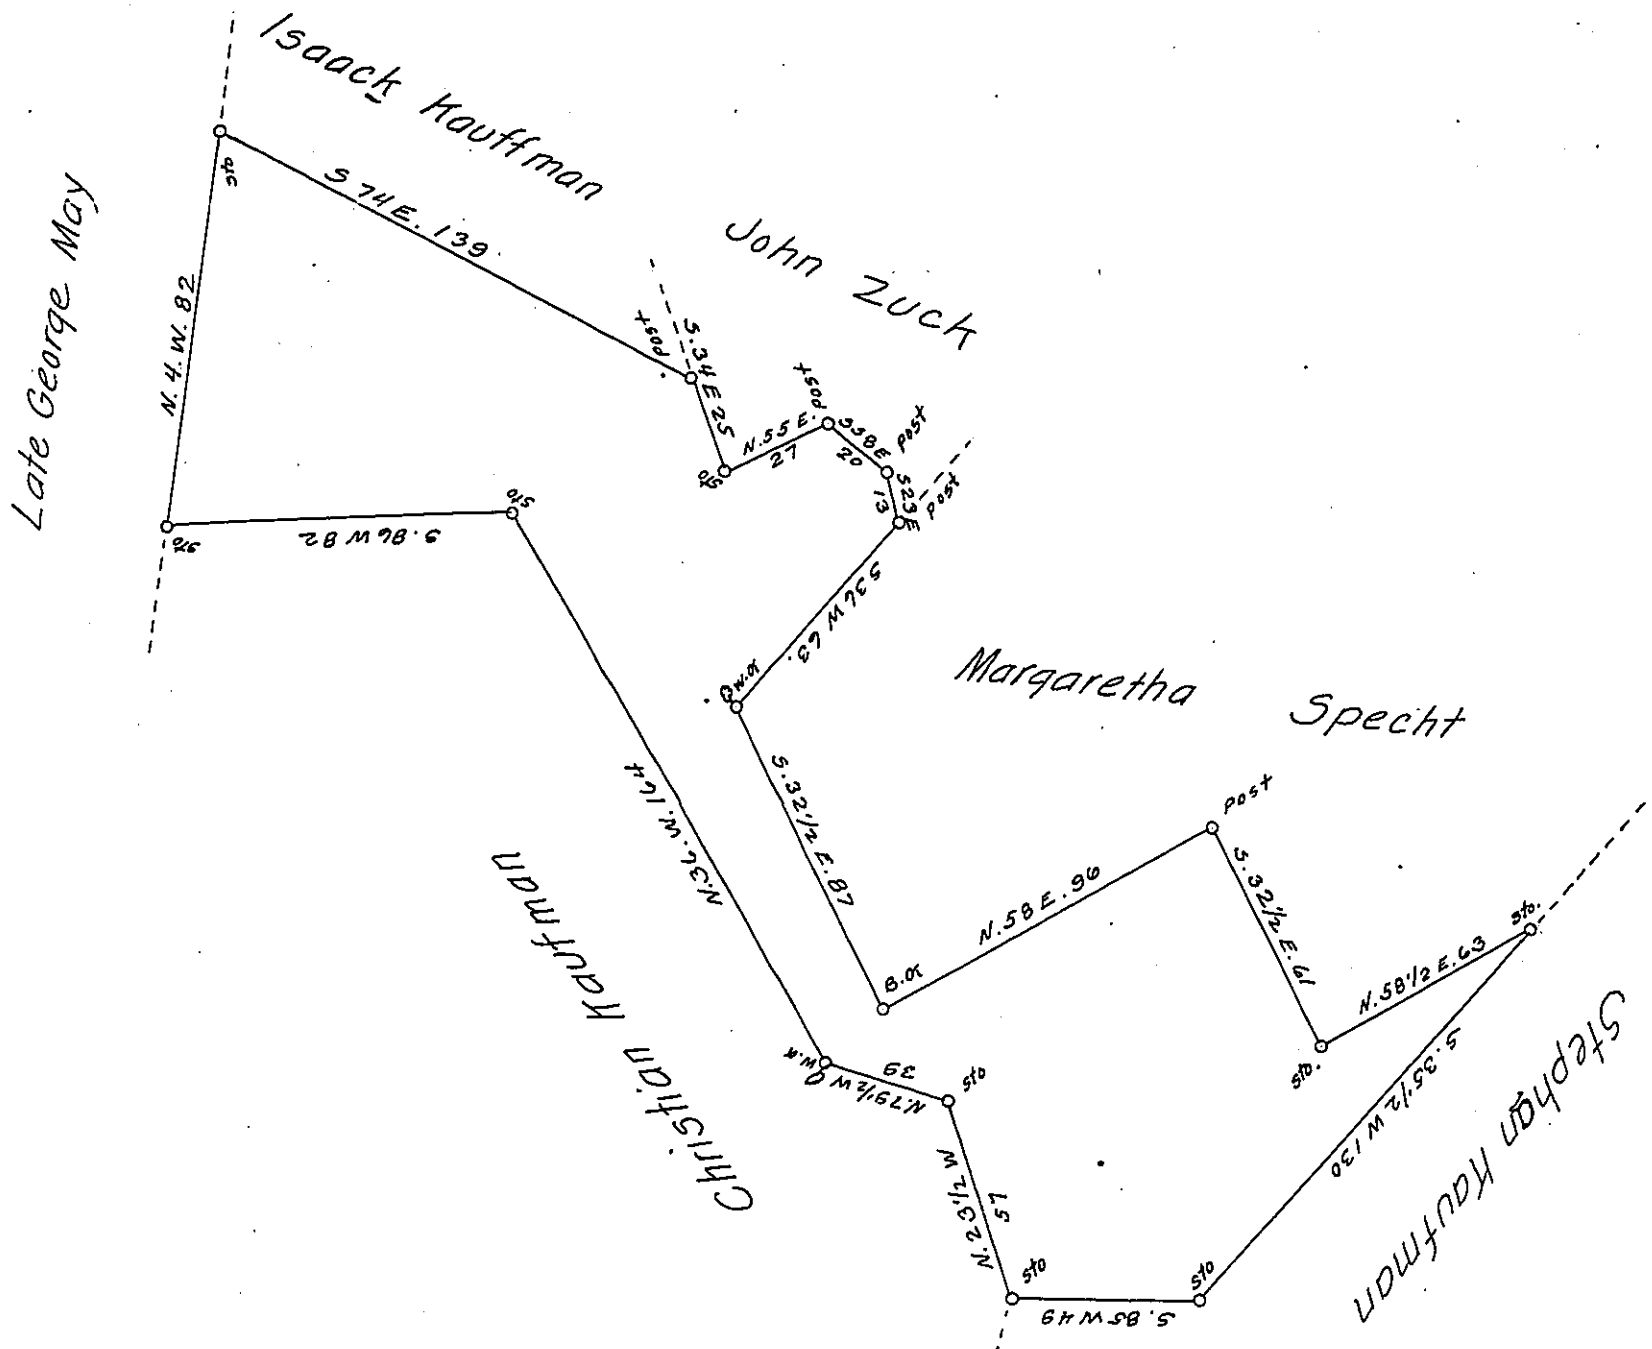 Isaack Kauffman
Late George May
sto
S 74 E. 139.
John Zuck
N. 4. W. 82
post
S. 34 E 25
post
N. 55 E.
27
S 58 E
20
post
sto
S 23 E
13
post
sto
sto
S. 86 W 82
S 36 W 63.
W.O
Margaretha Specht
S. 32 1/2 E. 87
N. 36. W. 144
post
Christian Kaufman
N. 58 E. 96
S. 32 1/2 E. 61
sto.
B.O
N. 58 1/2 E. 63
Stephan Kaufman
W.O
39
N. 79 1/2 W
sto
sto.
S. 35 1/2 W 130
N. 23 1/2 W
57
sto
sto
S. 85 W 49